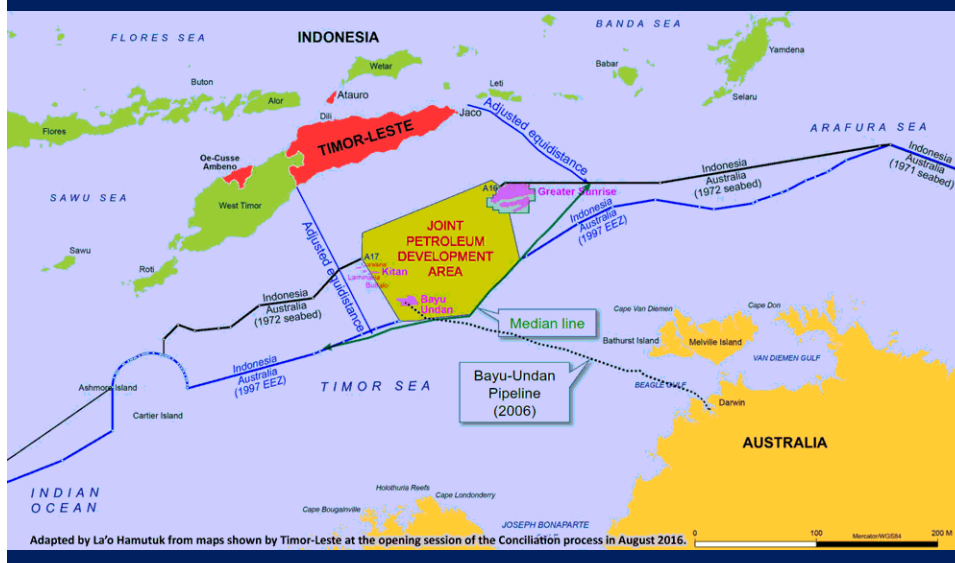 BANDA SEA
FLORES SEA
INDONESIA
Yamdena
Wetar
Babar
Buton
Leti
Selaru
Atauro
Alor
Dili
Jaco
Flores
TIMOR-LESTE
Adjusted equidistance
ARAFURA SEA
Oe-Cusse
Ambeno
Indonesia
Australia
(1971 seabed)
Indonesia
Australia
(1972 seabed)
A16
Greater Sunrise
SAWU SEA
West Timor
Indonesia
Australia
(1997 EEZ)
JOINT
PETROLEUM
DEVELOPMENT
AREA
Adjusted equidistance
Sawu
A17
Kitan
Roti
Bayu
Undan
Indonesia
Australia
(1972 seabed)
Cape Van Diemen
Cape Don
Median line
Bathurst Island
Melville Island
VAN DIEMEN GULF
Indonesia
Australia
(1997 EEZ)
TIMOR SEA
Ashmore Island
Bayu-Undan
Pipeline
(2006)
BEAGLE GULF
Darwin
Cartier Island
AUSTRALIA
INDIAN
OCEAN
Holothuria Reefs
Cape Londonderry
Cape Bougainville
JOSEPH BONAPARTE
Adapted by La'o Hamutuk from maps shown by Timor-Leste at the opening session of the Conciliation process in August 2016.
Mercator/WGS84
0 100 200 M